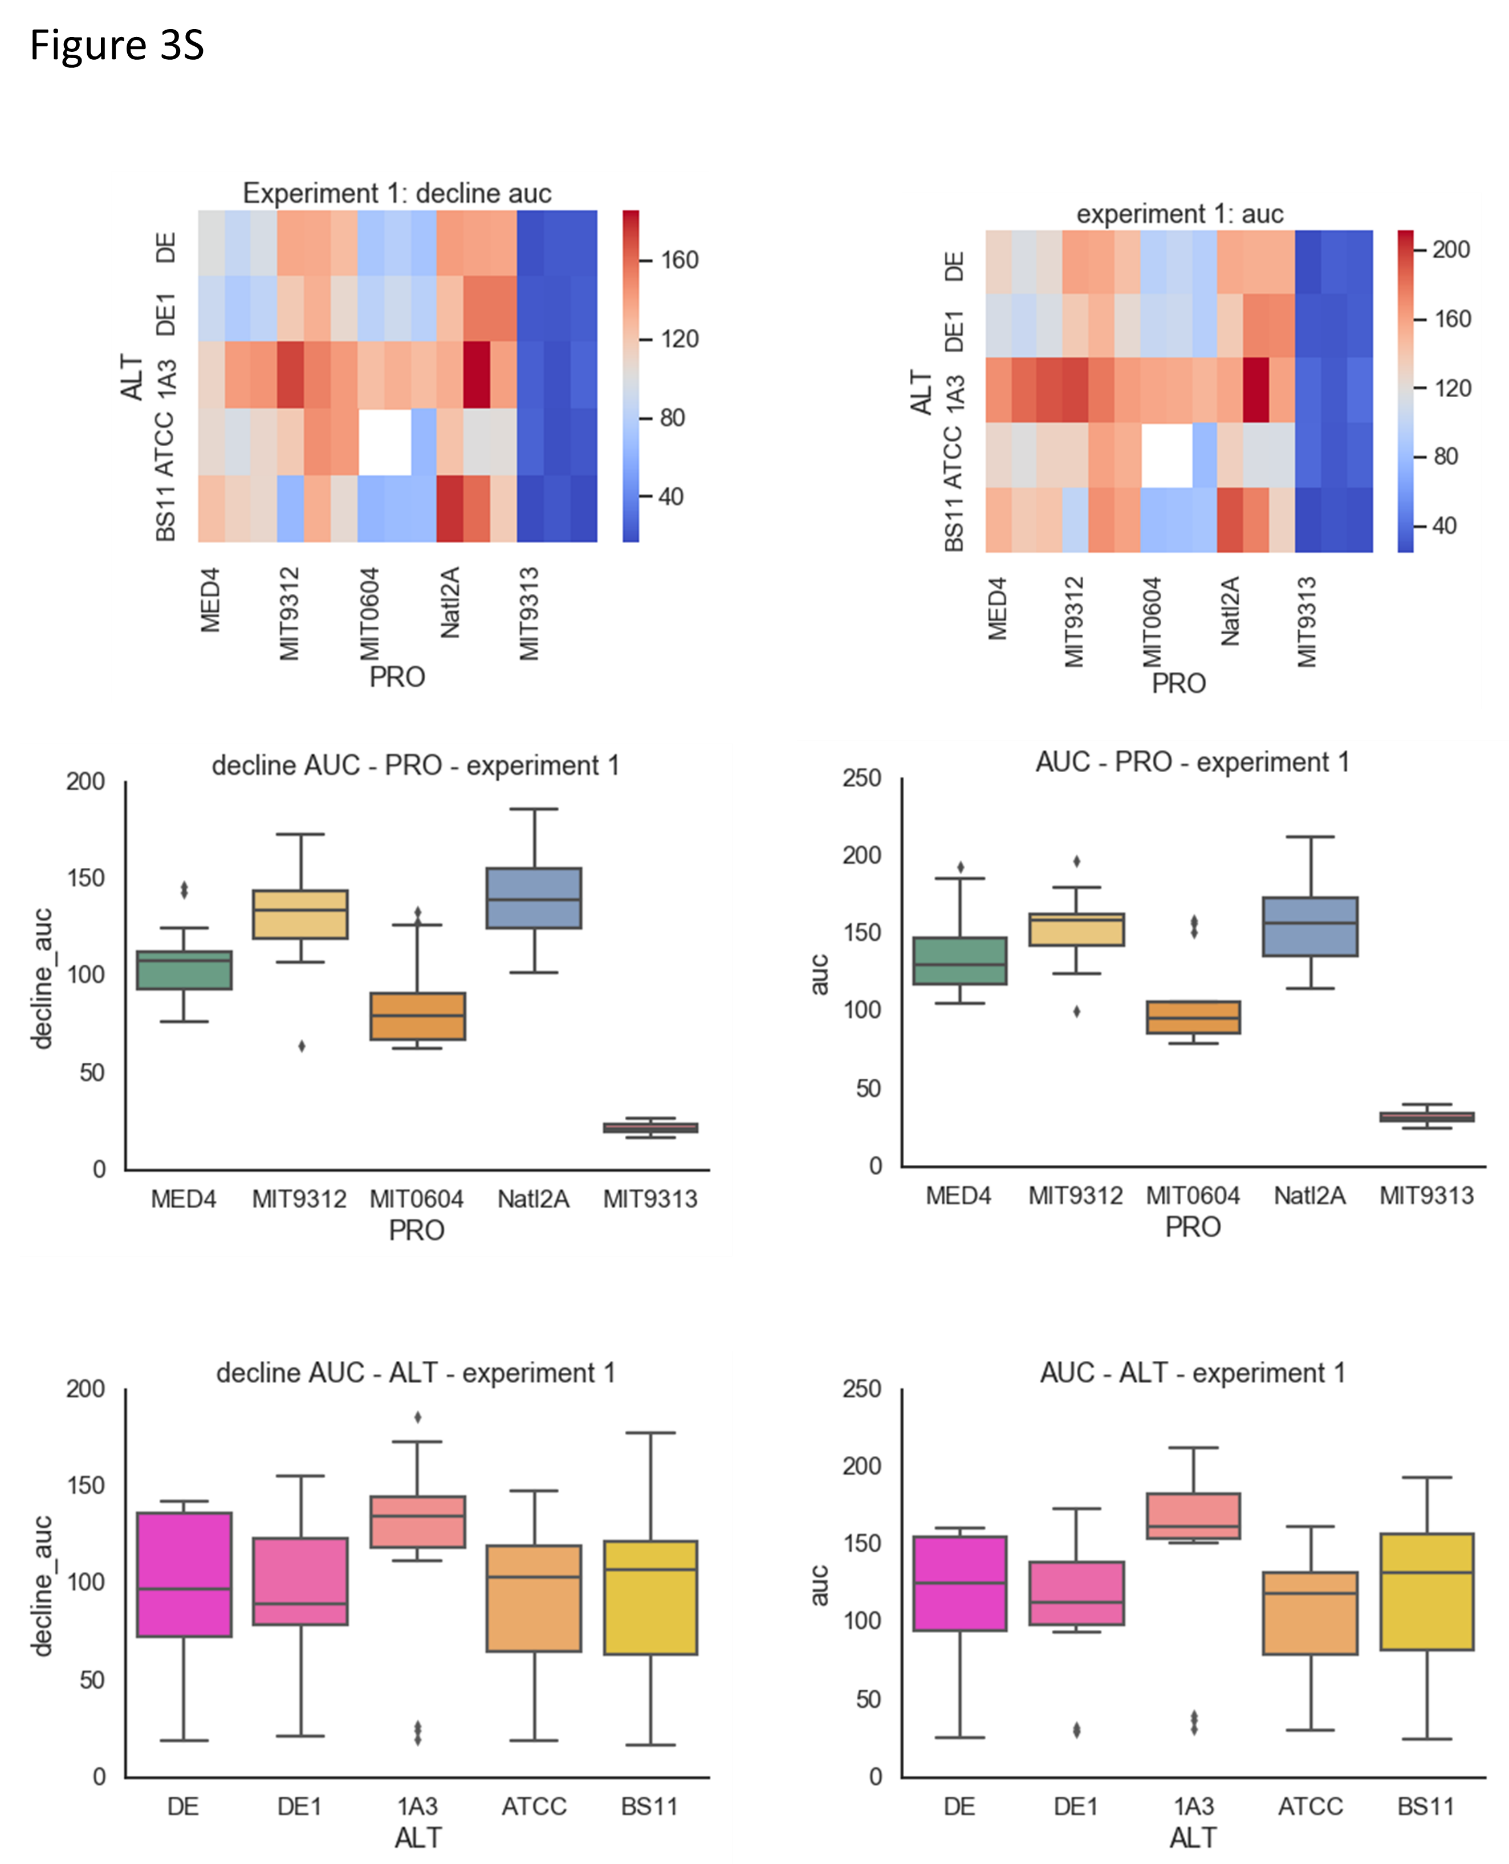 Figure 3S
Experiment 1: decline auc
ALT
DE
DE1
1A3
ATCC
BS11
160
120
80
40
MED4
MIT9312
MIT0604
Natl2A
MIT9313
PRO
experiment 1: auc
ALT
DE
DE1
1A3
ATCC
BS11
200
160
120
80
40
MED4
MIT9312
MIT0604
Natl2A
MIT9313
PRO
decline AUC - PRO - experiment 1
decline_auc
200
150
100
50
0
MED4 MIT9312 MIT0604 Natl2A MIT9313
PRO
AUC - PRO - experiment 1
auc
250
200
150
100
50
0
MED4 MIT9312 MIT0604 Natl2A MIT9313
PRO
decline AUC - ALT - experiment 1
decline_auc
200
150
100
50
0
DE DE1 1A3 ATCC BS11
ALT
AUC - ALT - experiment 1
auc
250
200
150
100
50
0
DE DE1 1A3 ATCC BS11
ALT